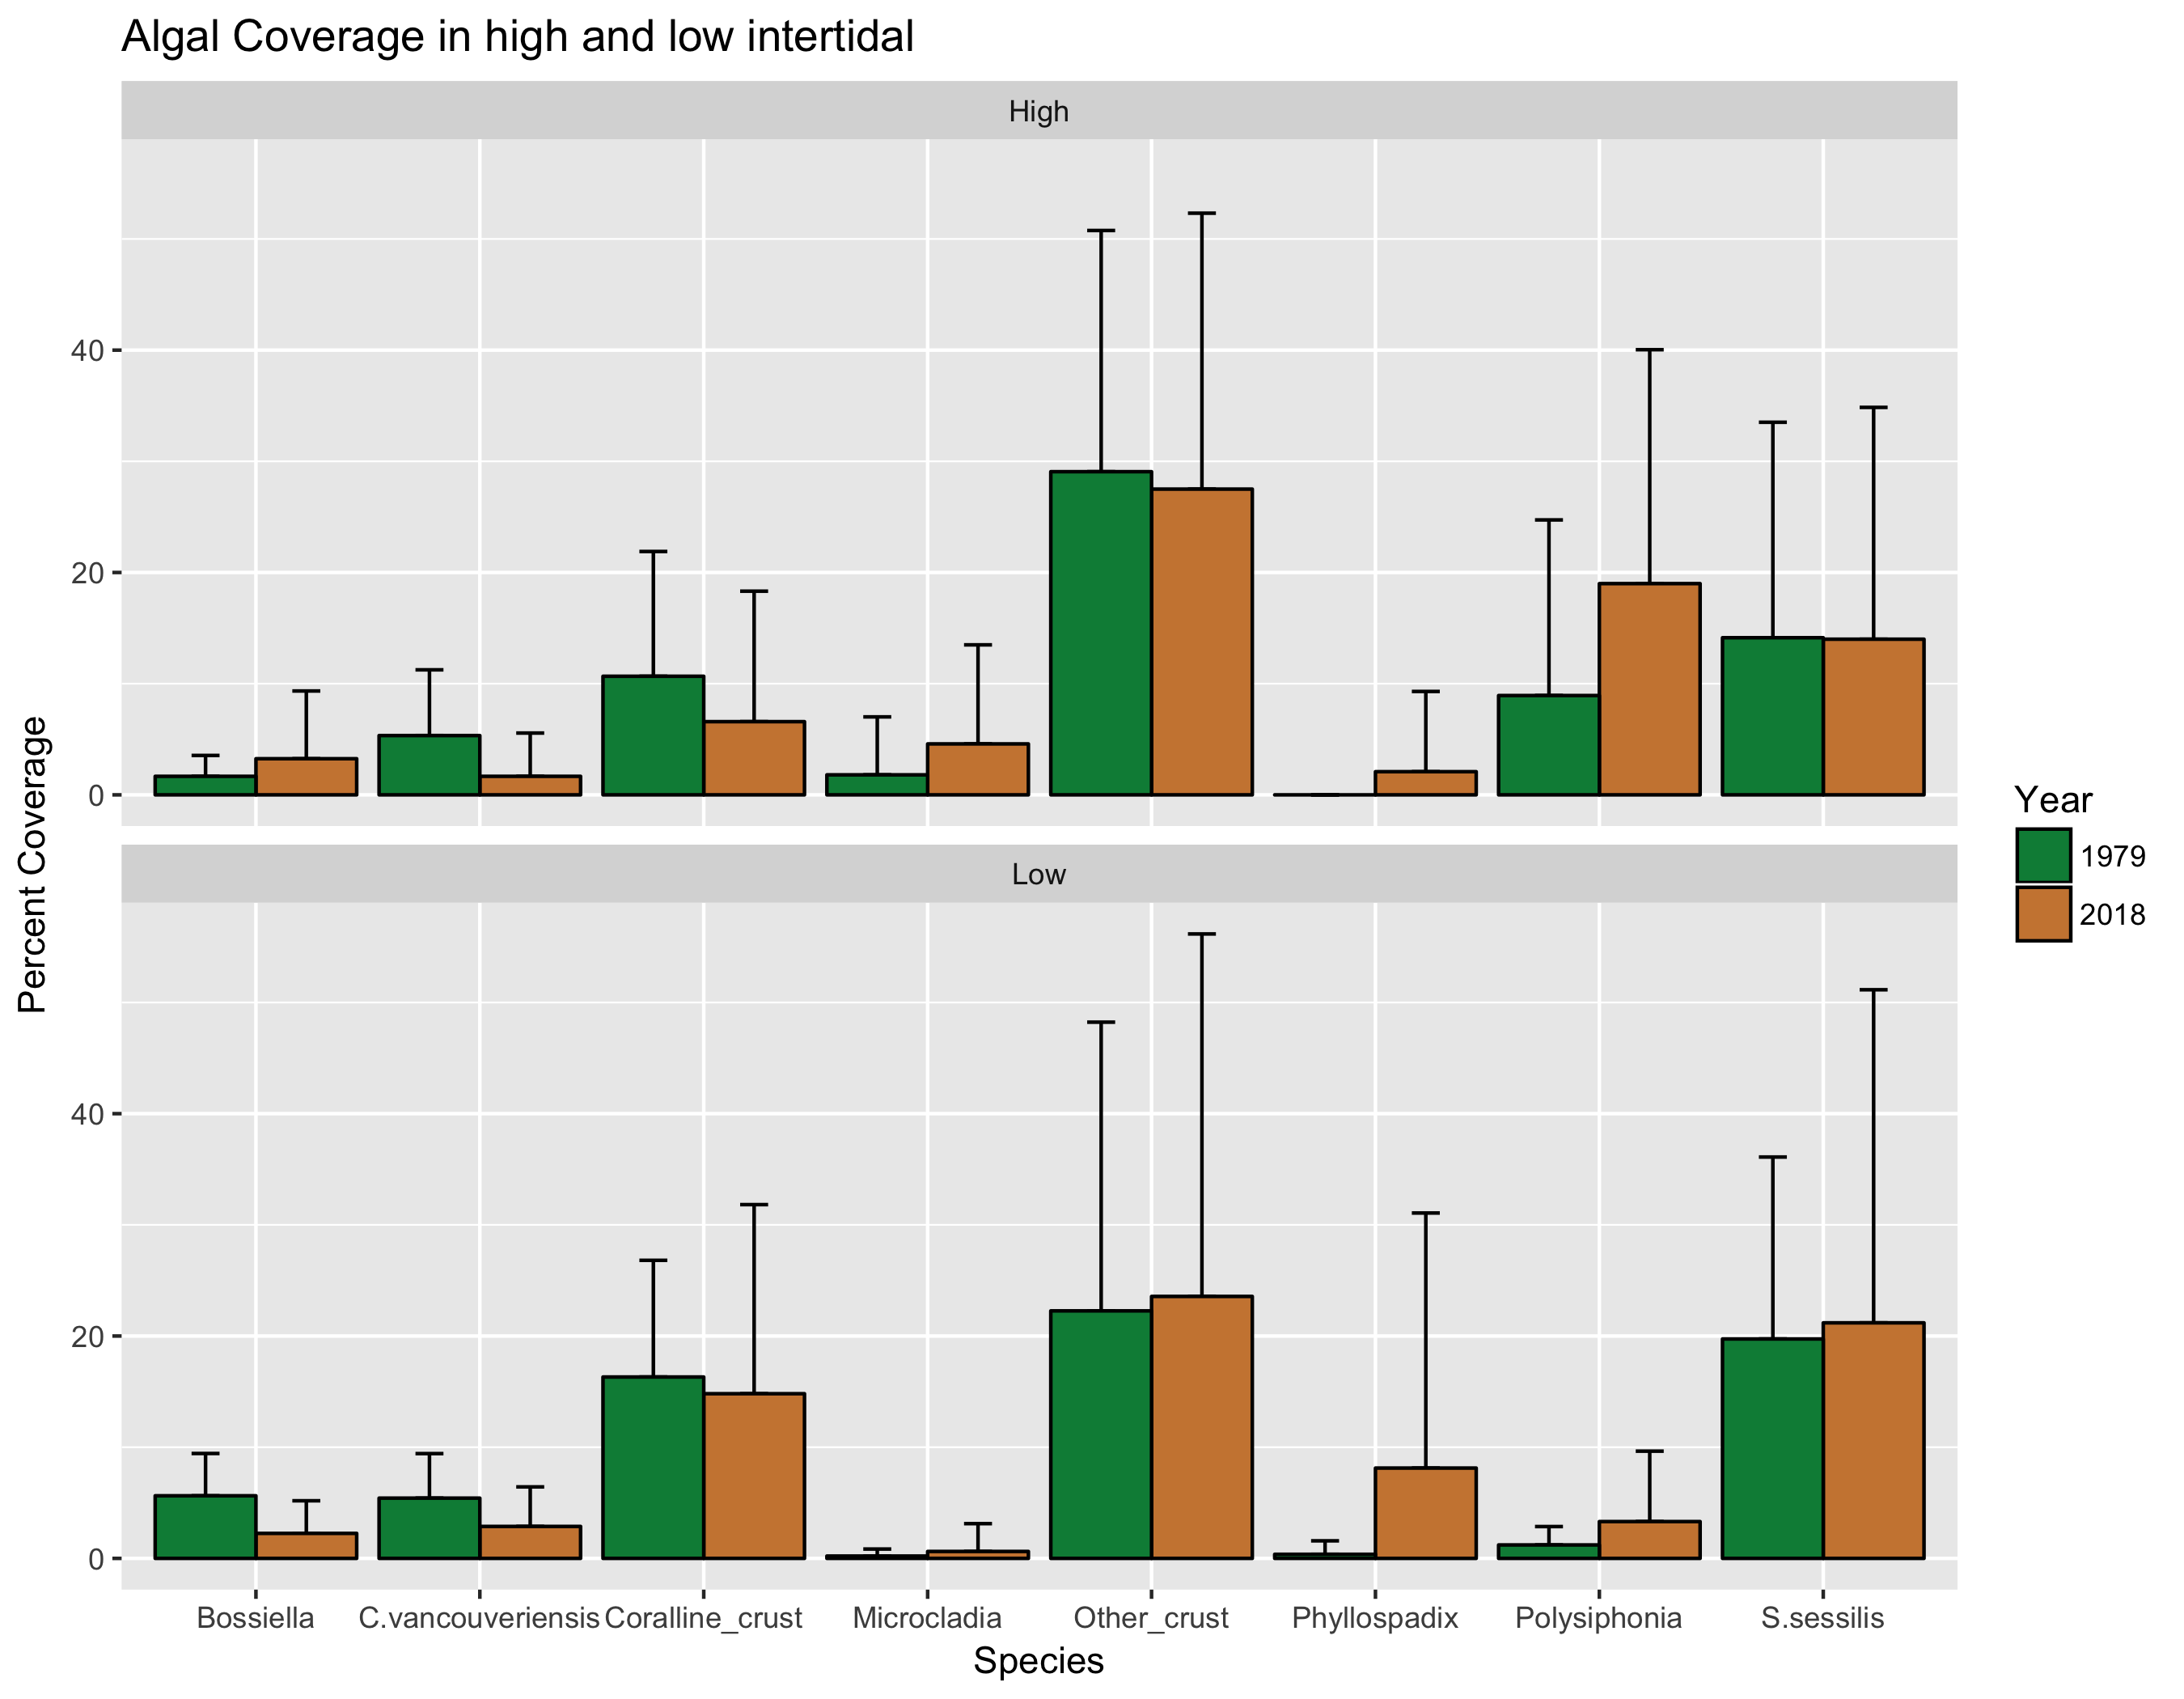 Algal Coverage in high and low intertidal
High
40
20
0
Low
40
20
0
Percent Coverage
Bossiella C.vancouveriensis Coralline_crust Microcladia Other_crust Phyllospadix Polysiphonia S.sessilis
Species
Year
1979
2018